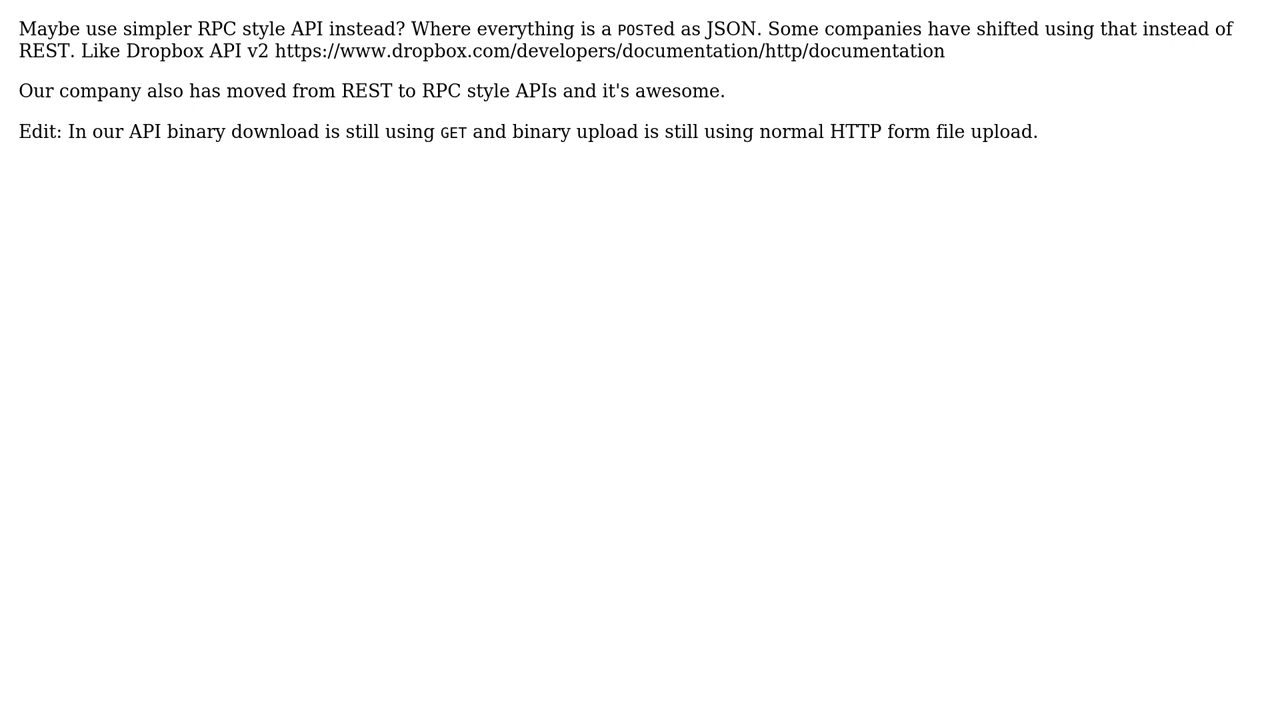 Maybe use simpler RPC style API instead? Where everything is a POSTed as JSON. Some companies have shifted using that instead of
REST. Like Dropbox API v2 https://www.dropbox.com/developers/documentation/http/documentation
Our company also has moved from REST to RPC style APIs and it's awesome.
Edit: In our API binary download is still using GET and binary upload is still using normal HTTP form file upload.